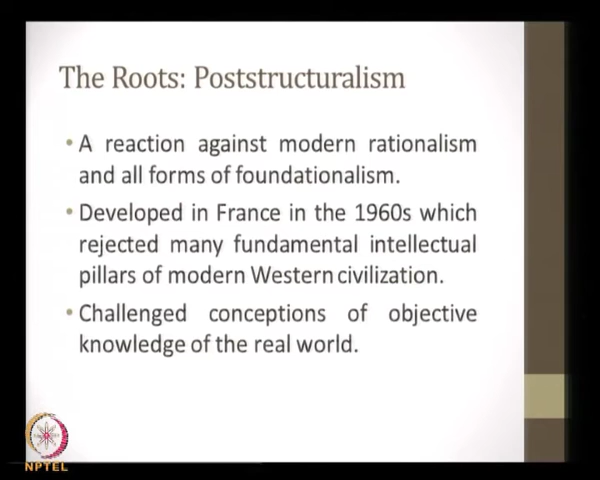 The Roots: Poststructuralism
• A reaction against modern rationalism
and all forms of foundationalism.
• Developed in France in the 1960s which
rejected many fundamental intellectual
pillars of modern Western civilization.
• Challenged conceptions of objective
knowledge of the real world.
NPTEL